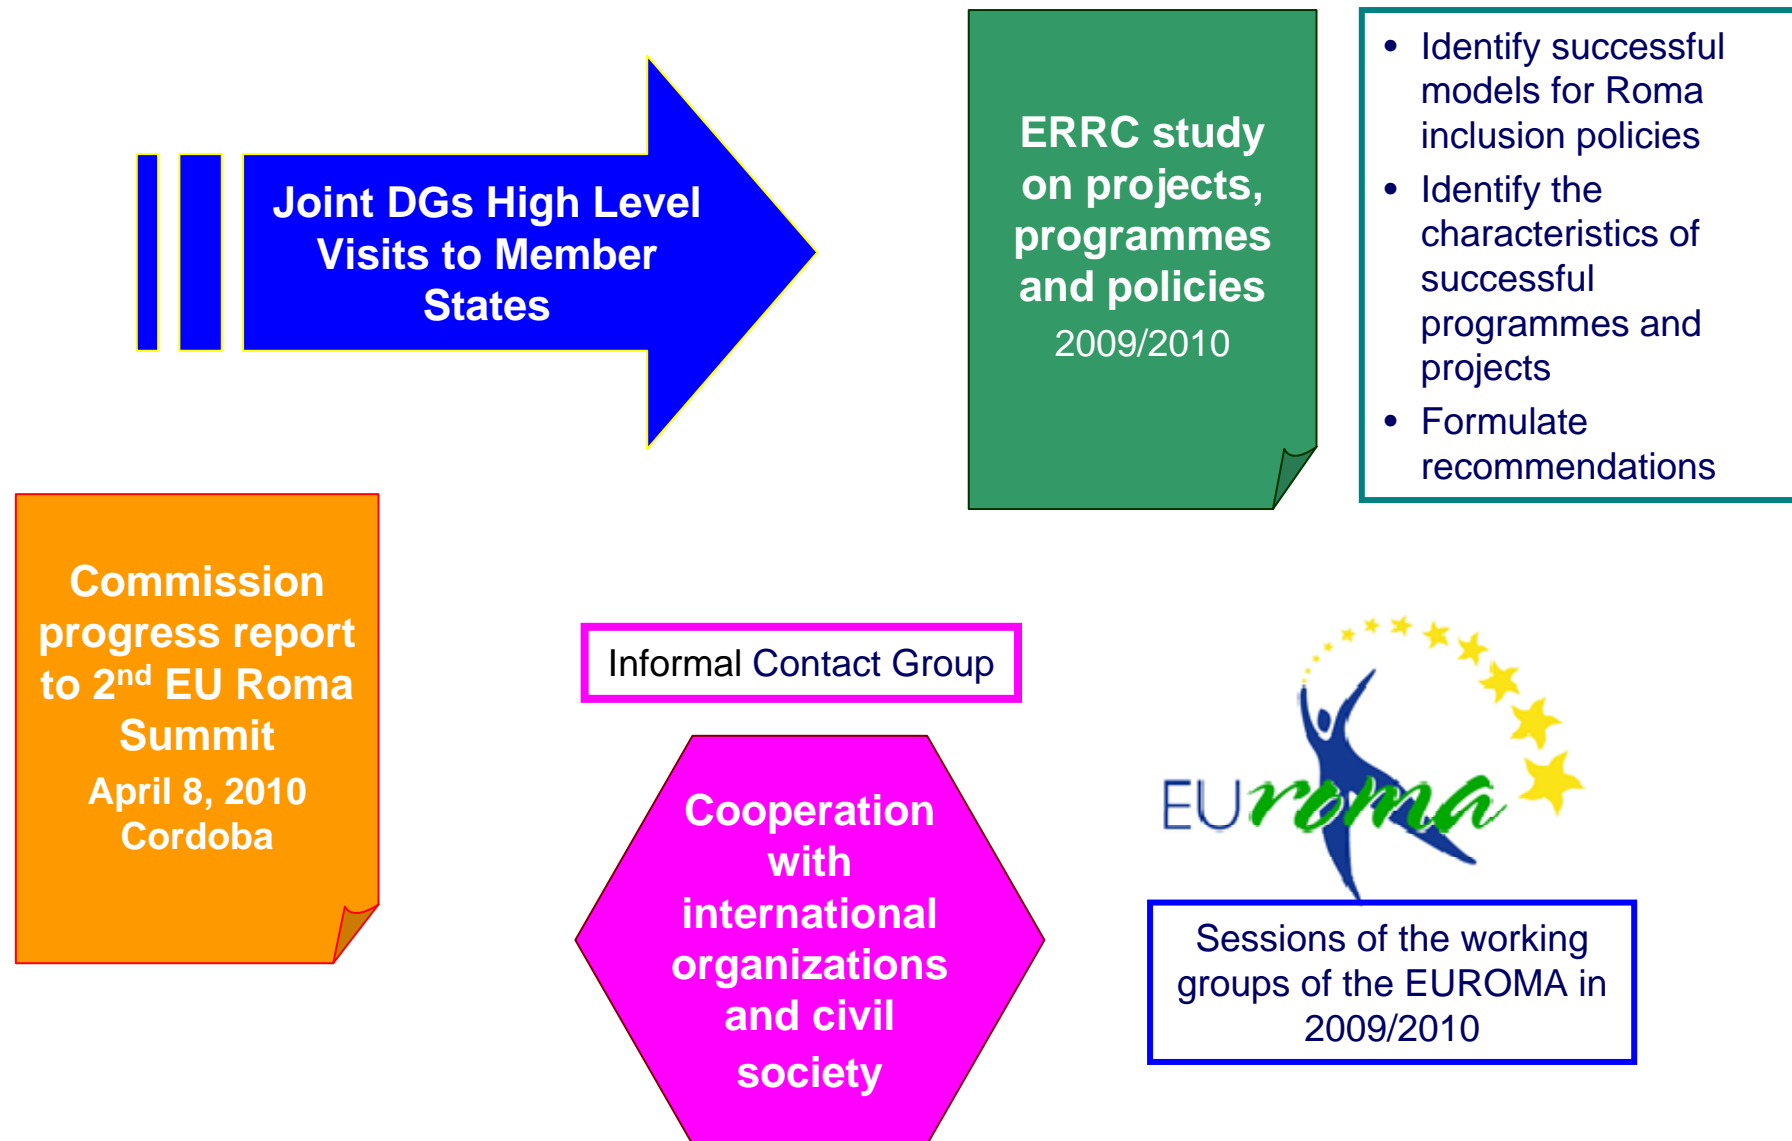 Joint DGs High Level
Visits to Member
States
ERRC study
on projects,
programmes
and policies
2009/2010
• Identify successful
models for Roma
inclusion policies
• Identify the
characteristics of
successful
programmes and
projects
• Formulate
recommendations
Commission
progress report
to 2nd EU Roma
Summit
April 8, 2010
Cordoba
Informal Contact Group
Cooperation
with
international
organizations
and civil
society
EUroma
Sessions of the working
groups of the EUROMA in
2009/2010